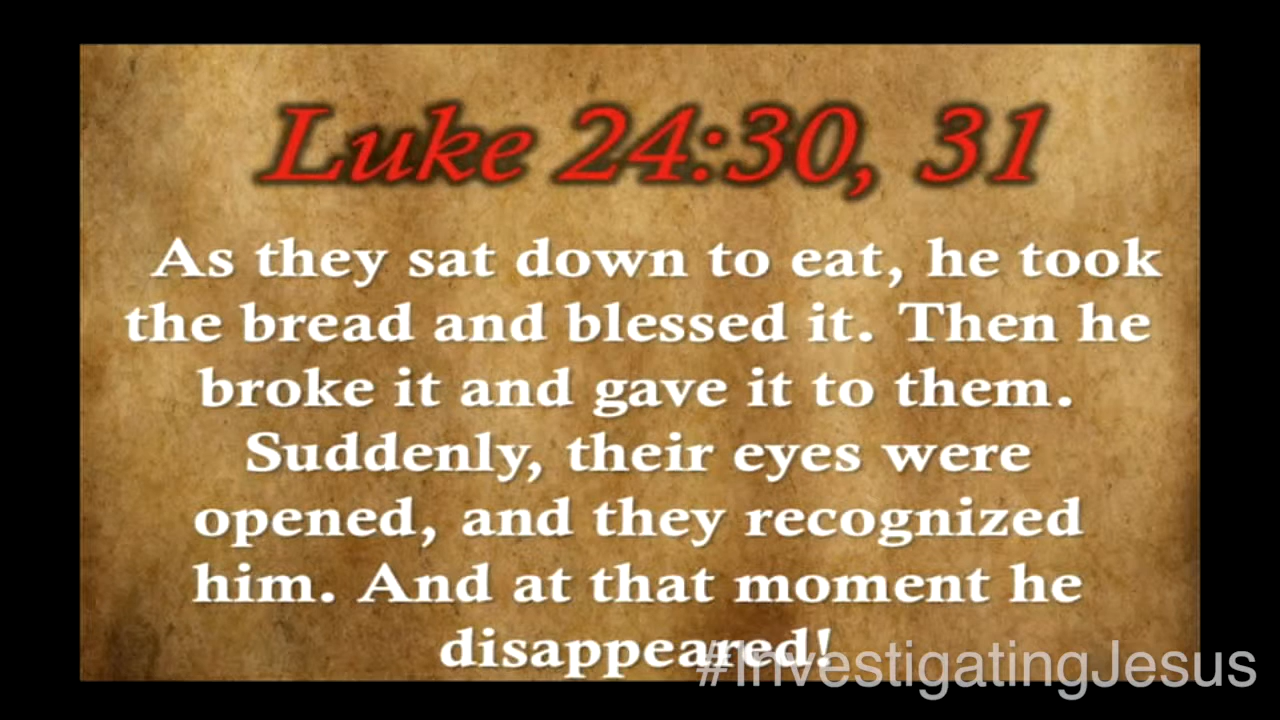 Luke 24:30, 31
As they sat down to eat, he took
the bread and blessed it. Then he
broke it and gave it to them.
Suddenly, their eyes were
opened, and they recognized
him. And at that moment he
disappeared!
#InvestigatingJesus